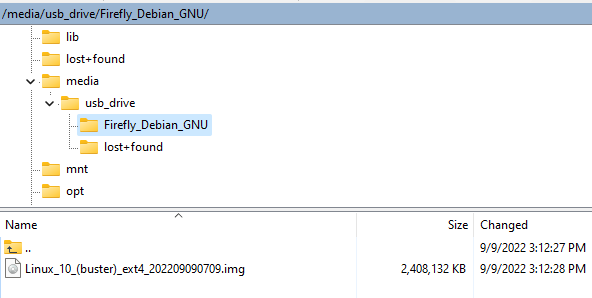 /media/usb_drive/Firefly_Debian_GNU/
lib
lost+found
media
usb_drive
Firefly_Debian_GNU
lost+found
mnt
opt
Name Size Changed
.. 9/9/2022 3:12:27 PM
Linux_10_(buster)_ext4_202209090709.img 2,408,132 KB 9/9/2022 3:12:28 PM